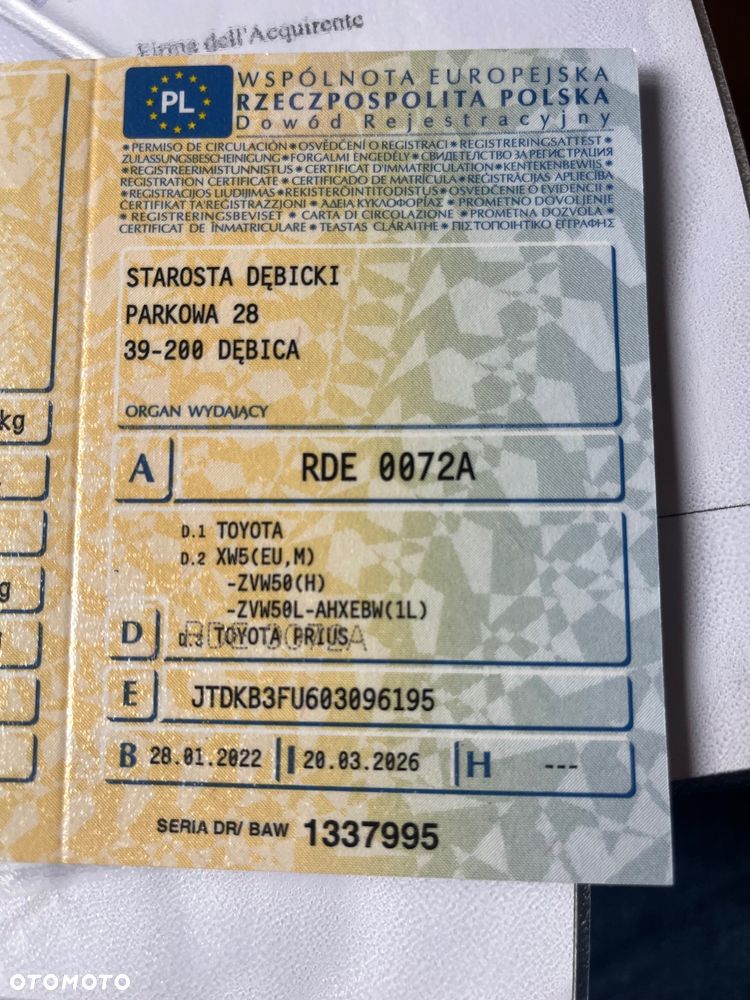 Firma dell'Acquirente
PL
WSPÓLNOTA EUROPEJSKA
RZECZPOSPOLITA POLSKA
Dowód Rejestracyjny
* PERMISO DE CIRCULACIÓN * OSVĚDČENÍ O REGISTRACI * REGISTRERINGSATTEST *
ZULASSUNGSBESCHEINIGUNG * FORGALMI ENGEDÉLY * СВИДЕТЕЛСТВО ЗА РЕГИСТРАЦИЯ
* REGISTREERIMISTUNNISTUS * CERTIFICAT D'IMMATRICULATION * KENTEKENBEWIJS *
REGISTRATION CERTIFICATE * CERTIFICADO DE MATRÍCULA * REĢISTRĀCIJAS APLIECĪBA
* REGISTRACIJOS LIUDIJIMAS * REKISTERÖINTITODISTUS * OSVEDČENIE O EVIDENCII *
ĊERTIFIKAT TA'REĠISTRAZZJONI * ΑΔΕΙΑ ΚΥΚΛΟΦΟΡΙΑΣ * PROMETNO DOVOLJENJE
* REGISTRERINGSBEVISET * CARTA DI CIRCOLAZIONE * PROMETNA DOZVOLA *
CERTIFICAT DE ÎNMATRICULARE * TEASTAS CLÁRAITHE * ΠΙΣΤΟΠΟΙΗΤΙΚΟ ΕΓΓΡΑΦΗΣ
STAROSTA DĘBICKI
PARKOWA 28
39-200 DĘBICA
ORGAN WYDAJĄCY
kg
A RDE 0072A
D.1 TOYOTA
D.2 XW5(EU,M)
-ZVW50(H)
g
-ZVW50L-AHXEBW(1L)
D D.3 TOYOTA PRIUS
E JTDKB3FU603096195
B 28.01.2022 I 20.03.2026 H ---
SERIA DR/ BAW 1337995
OTOMOTO